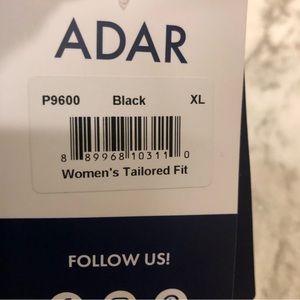 ADAR
P9600 Black XL
8 89968 10311 0
Women's Tailored Fit
FOLLOW US!